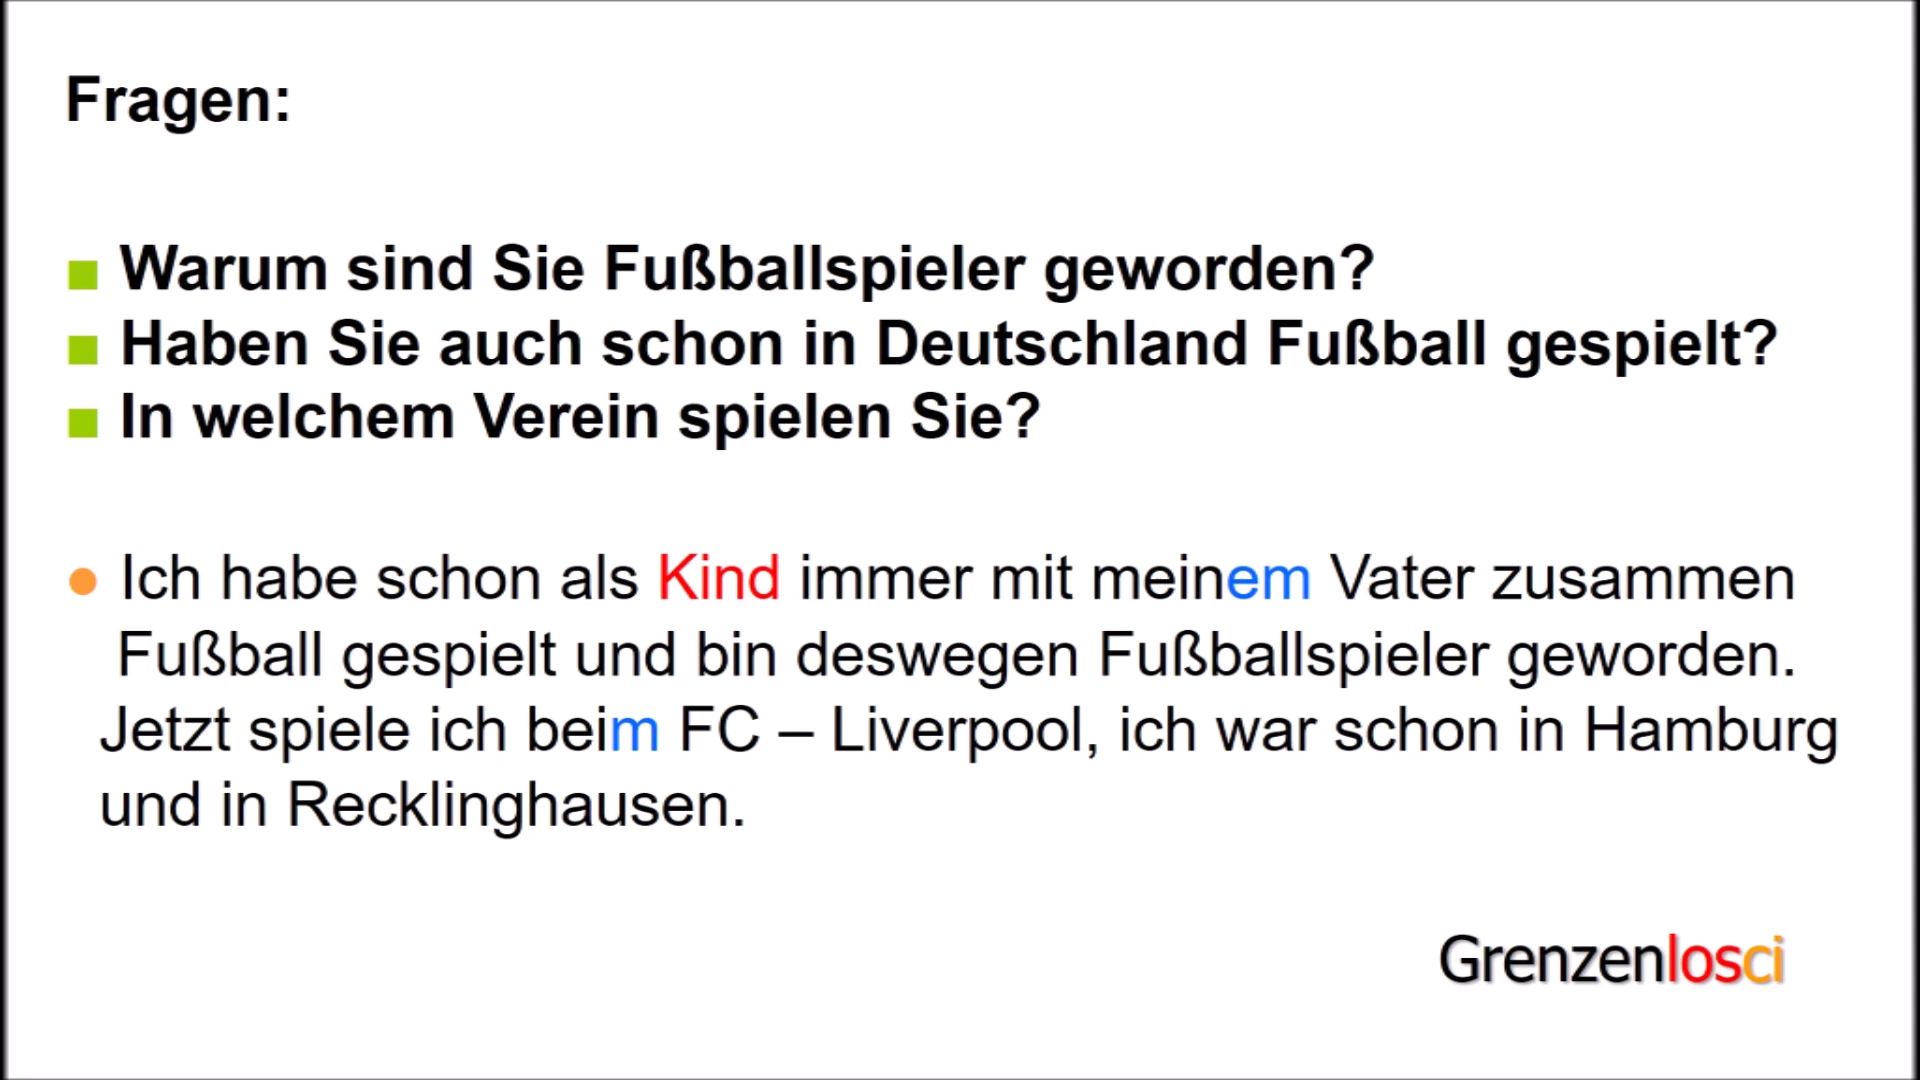 Fragen:
■ Warum sind Sie Fußballspieler geworden?
■ Haben Sie auch schon in Deutschland Fußball gespielt?
■ In welchem Verein spielen Sie?
● Ich habe schon als Kind immer mit meinem Vater zusammen
Fußball gespielt und bin deswegen Fußballspieler geworden.
Jetzt spiele ich beim FC – Liverpool, ich war schon in Hamburg
und in Recklinghausen.
Grenzenlosci